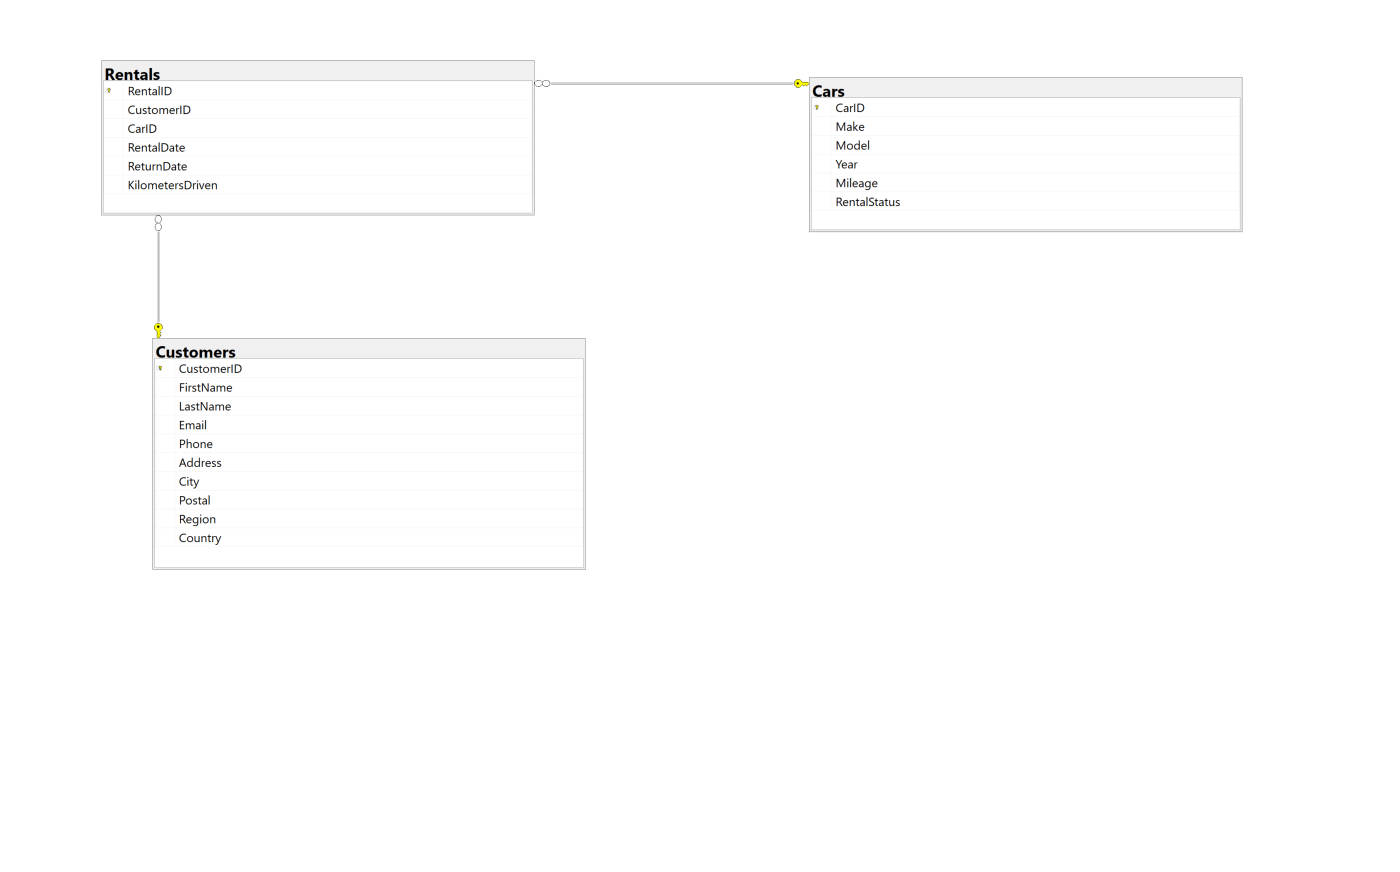 Rentals
RentalID
CustomerID
CarID
RentalDate
ReturnDate
KilometersDriven
Cars
CarID
Make
Model
Year
Mileage
RentalStatus
Customers
CustomerID
FirstName
LastName
Email
Phone
Address
City
Postal
Region
Country